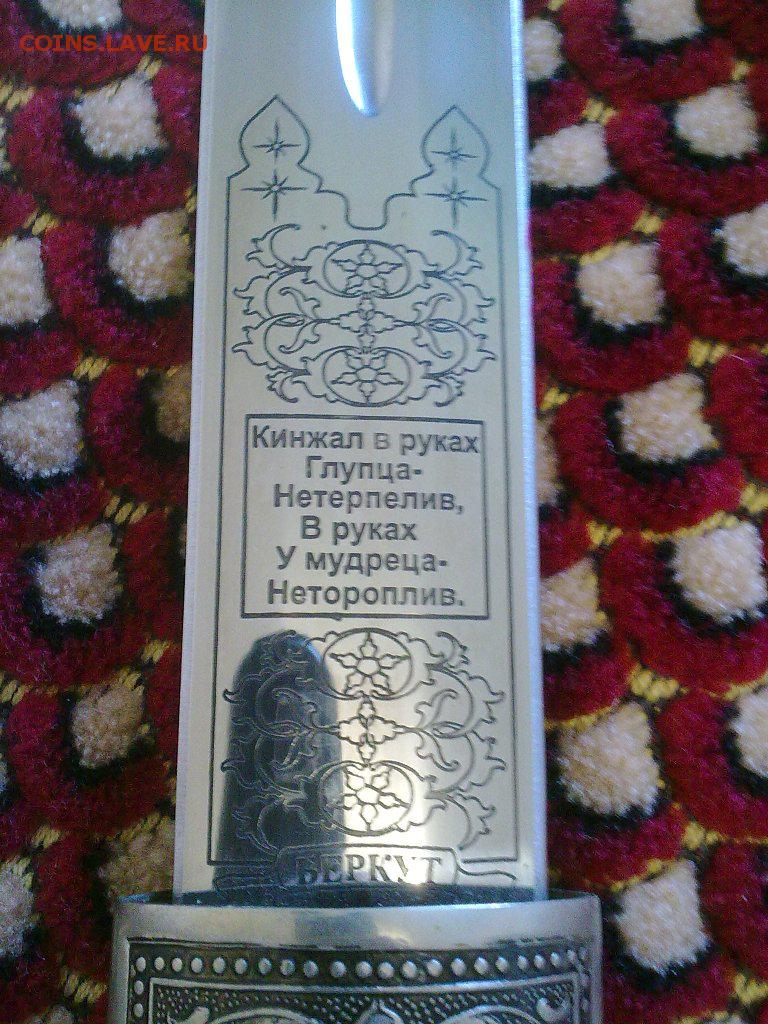 COINS.LAVE.RU
Кинжал в руках
Глупца-
Нетерпелив,
В руках
У мудреца-
Нетороплив.
БЕРКУТ